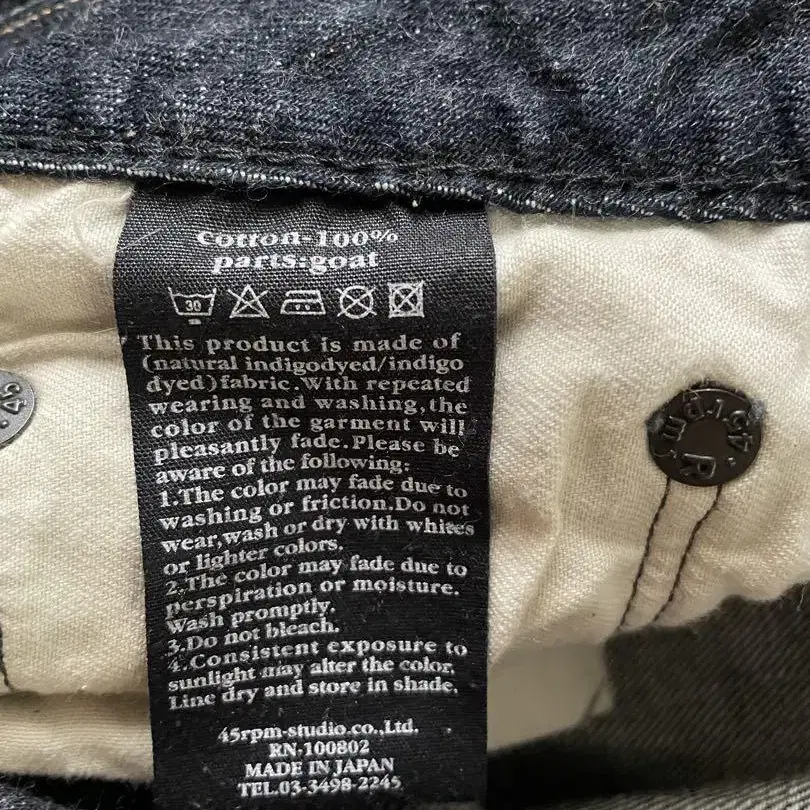 cotton-100%
parts:goat
30
This product is made of
(natural indigodyed/indigo
dyed)fabric.With repeated
wearing and washing,the
color of the garment will
pleasantly fade.Please be
aware of the following:
1.The color may fade due to
washing or friction.Do not
wear,wash or dry with whites
or lighter colors.
2.The color may fade due to
perspiration or moisture.
Wash promptly.
3.Do not bleach.
4.Consistent exposure to
sunlight may alter the color.
Line dry and store in shade.
45rpm-studio.co.,Ltd.
RN-100802
MADE IN JAPAN
TEL.03-3498-2245
45
45rpm R